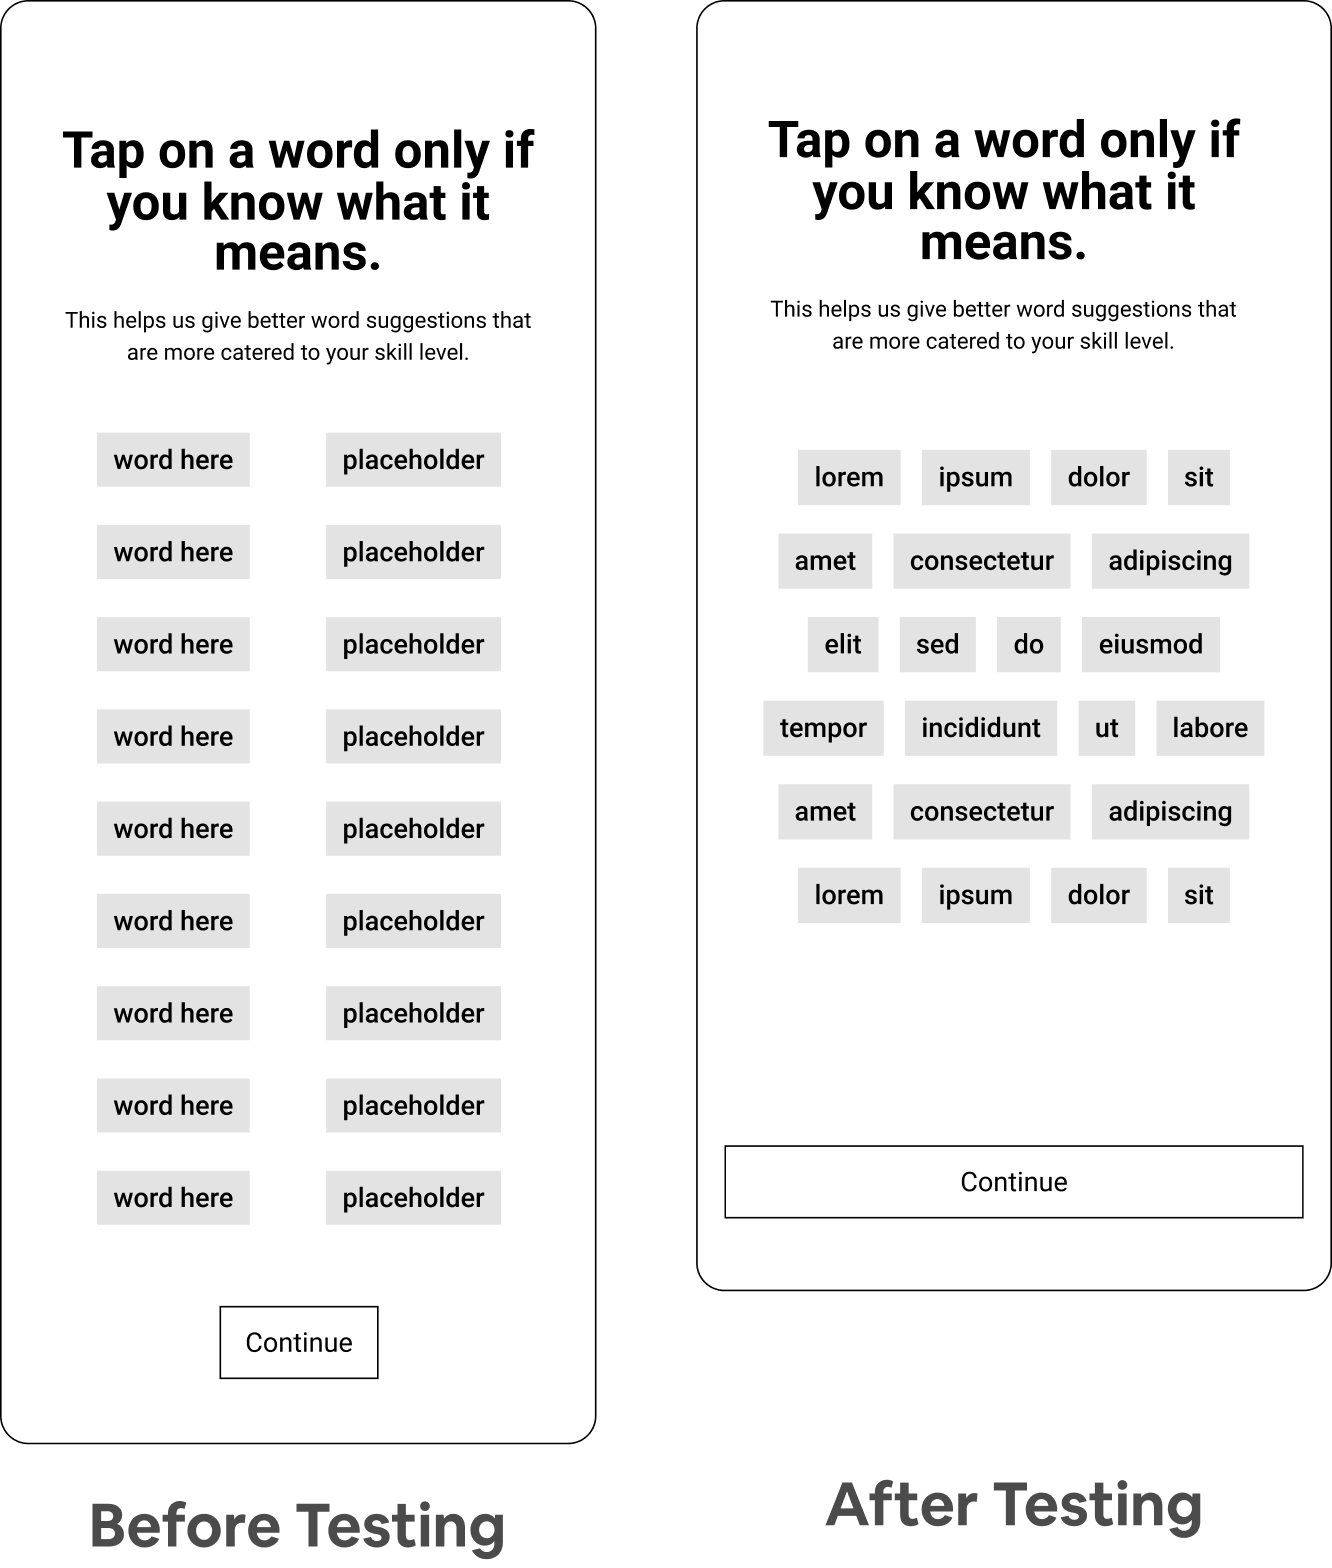 Tap on a word only if
you know what it
means.
This helps us give better word suggestions that
are more catered to your skill level.
word here placeholder
word here placeholder
word here placeholder
word here placeholder
word here placeholder
word here placeholder
word here placeholder
word here placeholder
word here placeholder
Continue
Before Testing
Tap on a word only if
you know what it
means.
This helps us give better word suggestions that
are more catered to your skill level.
lorem ipsum dolor sit
amet consectetur adipiscing
elit sed do eiusmod
tempor incididunt ut labore
amet consectetur adipiscing
lorem ipsum dolor sit
Continue
After Testing